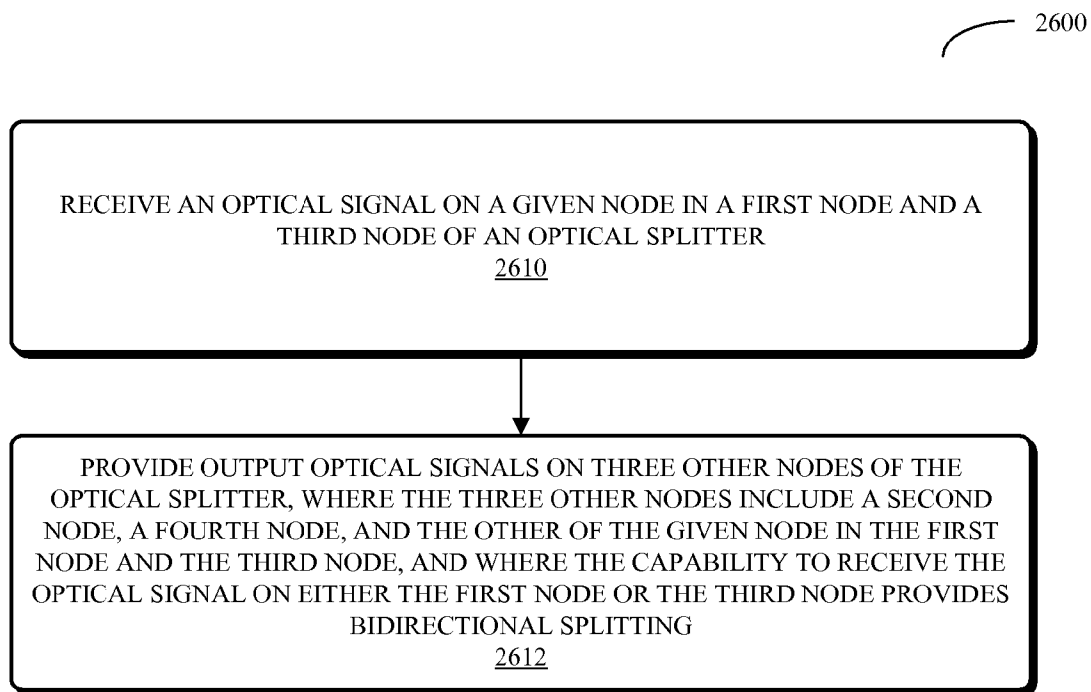 2600
RECEIVE AN OPTICAL SIGNAL ON A GIVEN NODE IN A FIRST NODE AND A
THIRD NODE OF AN OPTICAL SPLITTER
2610
PROVIDE OUTPUT OPTICAL SIGNALS ON THREE OTHER NODES OF THE
OPTICAL SPLITTER, WHERE THE THREE OTHER NODES INCLUDE A SECOND
NODE, A FOURTH NODE, AND THE OTHER OF THE GIVEN NODE IN THE FIRST
NODE AND THE THIRD NODE, AND WHERE THE CAPABILITY TO RECEIVE THE
OPTICAL SIGNAL ON EITHER THE FIRST NODE OR THE THIRD NODE PROVIDES
BIDIRECTIONAL SPLITTING
2612